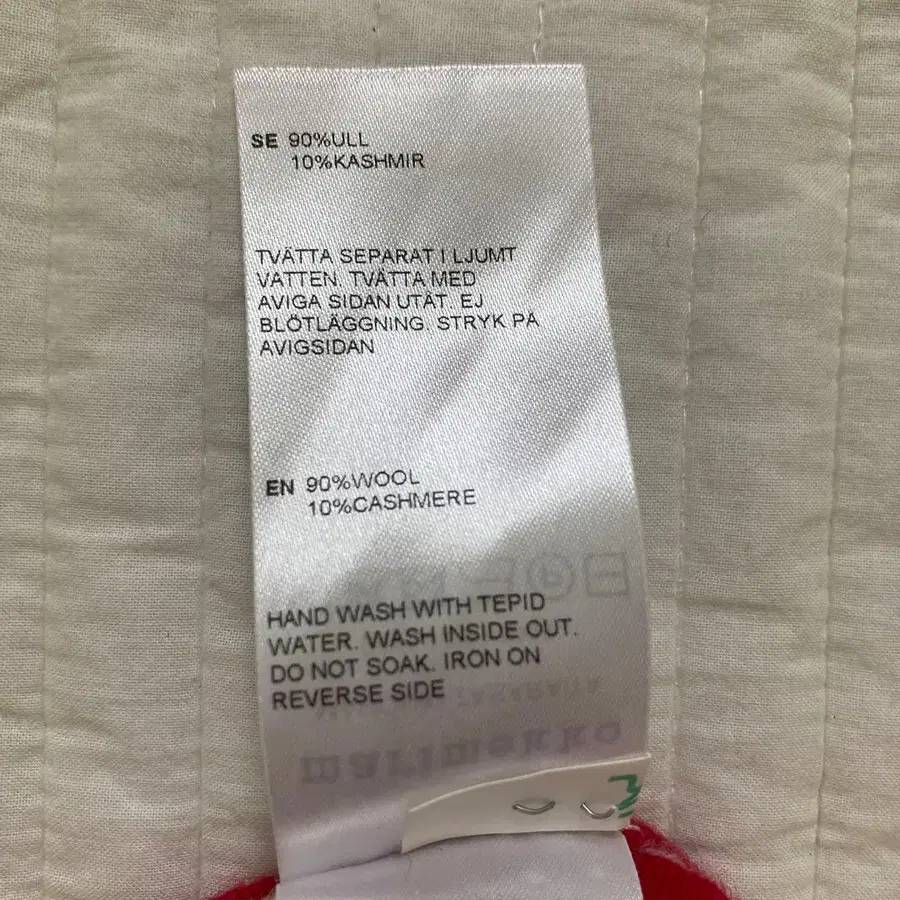 SE 90%ULL
10%KASHMIR
TVÄTTA SEPARAT I LJUMT
VATTEN. TVÄTTA MED
AVIGA SIDAN UTÅT. EJ
BLÖTLÄGGNING. STRYK PÅ
AVIGSIDAN
EN 90%WOOL
10%CASHMERE
HAND WASH WITH TEPID
WATER. WASH INSIDE OUT.
DO NOT SOAK. IRON ON
REVERSE SIDE
marimekko